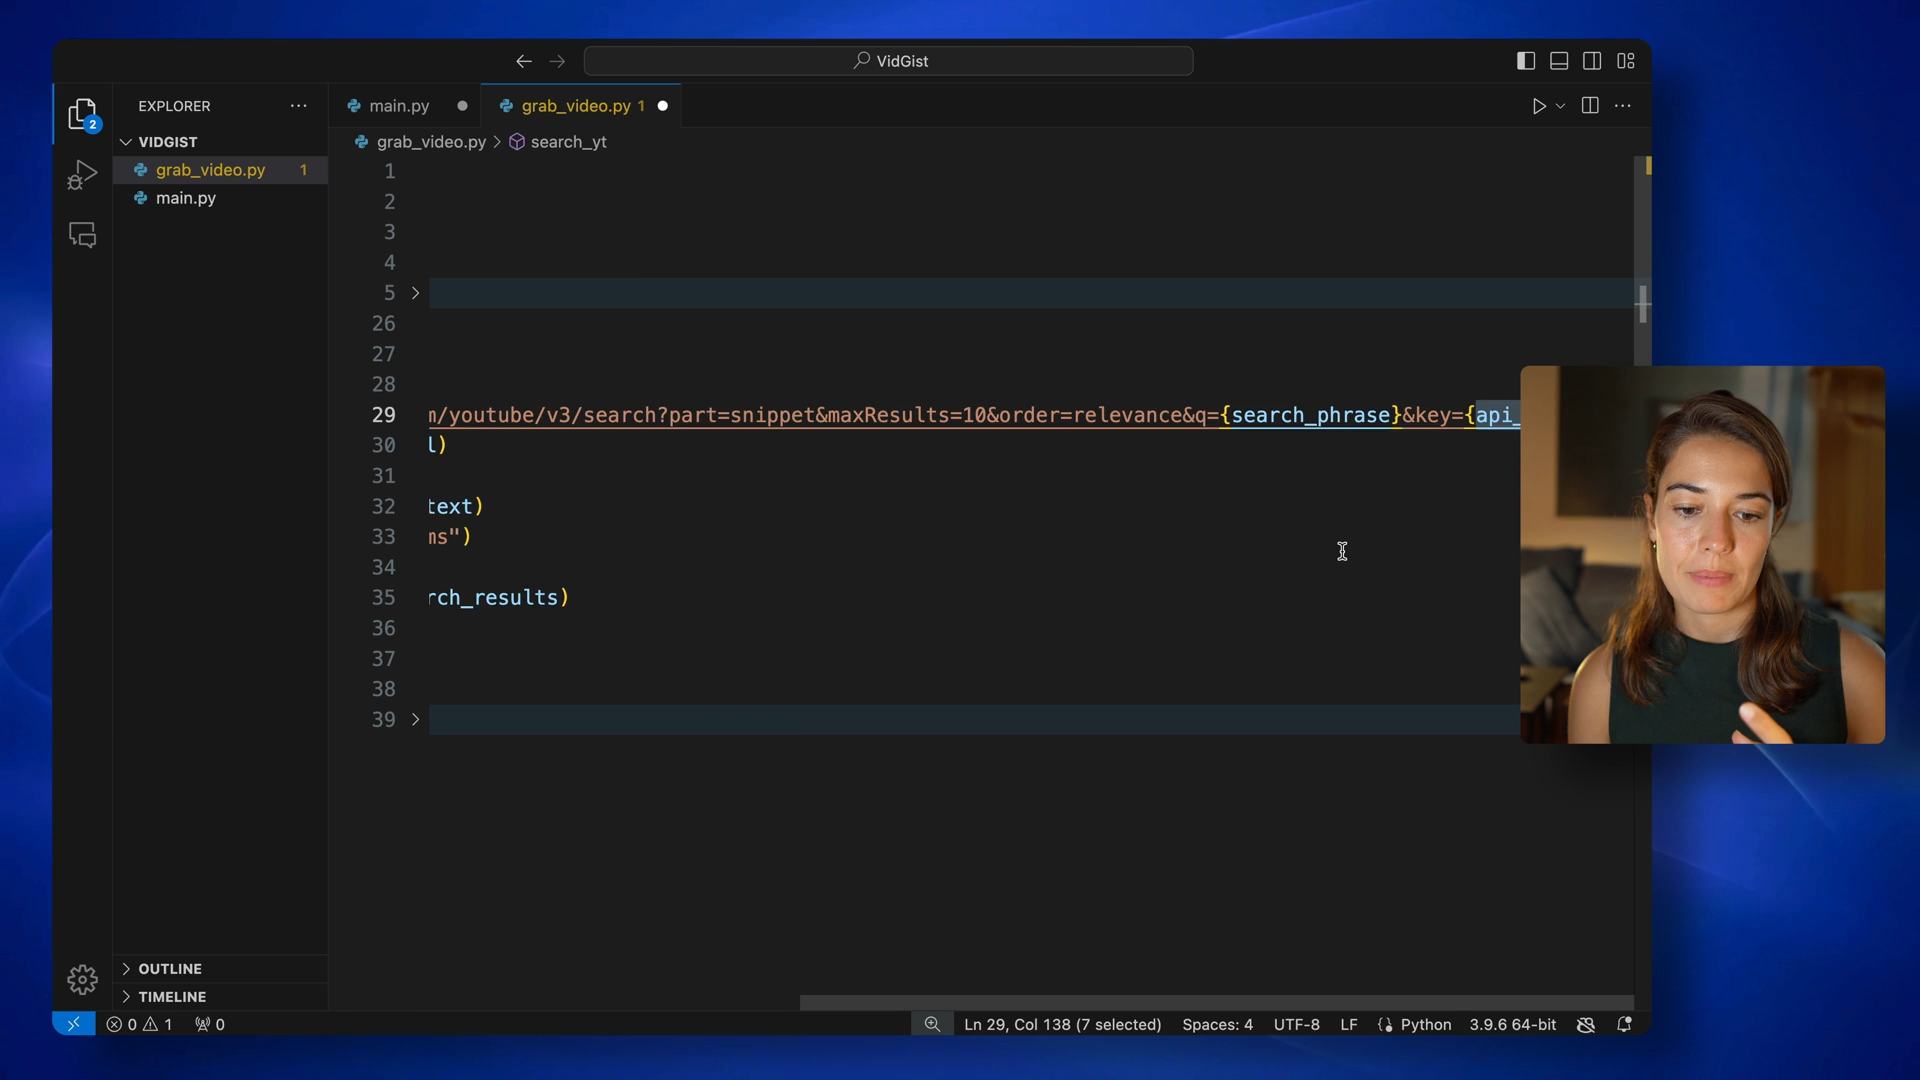 VidGist
EXPLORER
main.py
grab_video.py 1
VIDGIST
grab_video.py > search_yt
grab_video.py 1
main.py
2
1
2
3
4
5
26
27
28
29 m/youtube/v3/search?part=snippet&maxResults=10&order=relevance&q={search_phrase}&key={api_
30 l)
31
32 text)
33 ms")
34
35 rch_results)
36
37
38
39
OUTLINE
TIMELINE
0 1 0 Ln 29, Col 138 (7 selected) Spaces: 4 UTF-8 LF Python 3.9.6 64-bit